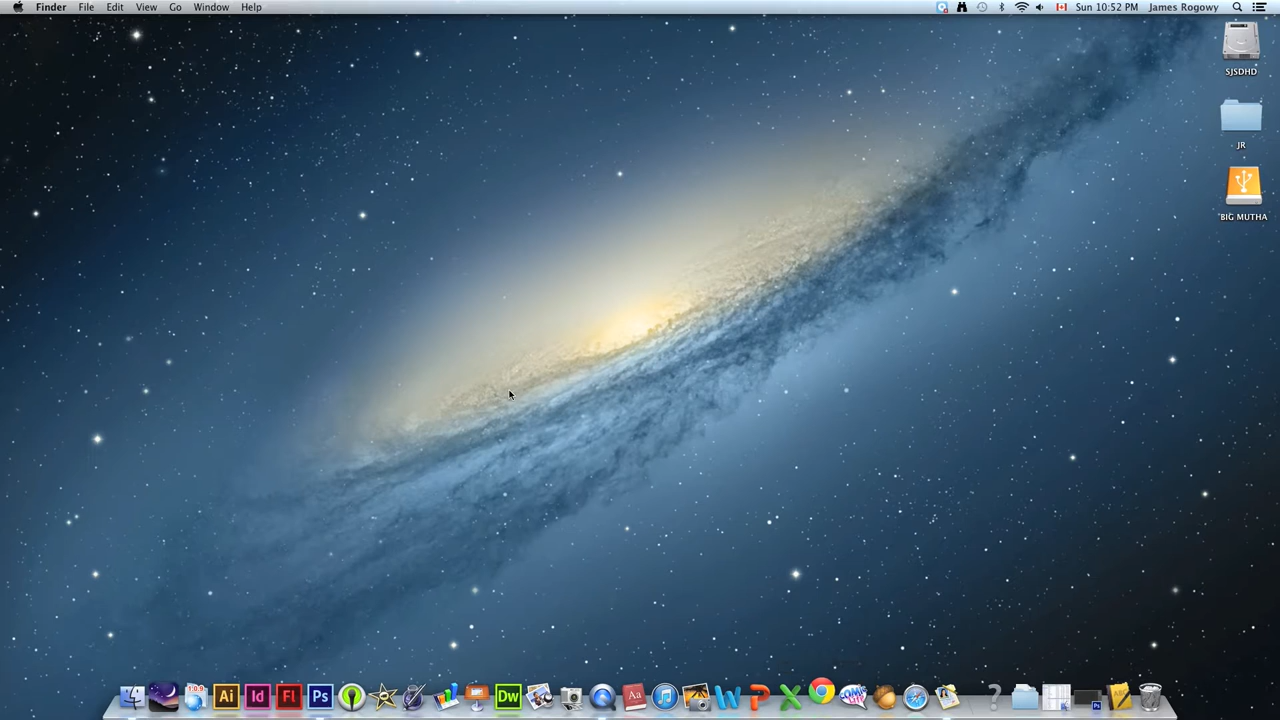 Finder File Edit View Go Window Help Sun 10:52 PM James Rogowy
SJSDHD
JR
BIG MUTHA
Ai Id Fl Ps Dw Aa